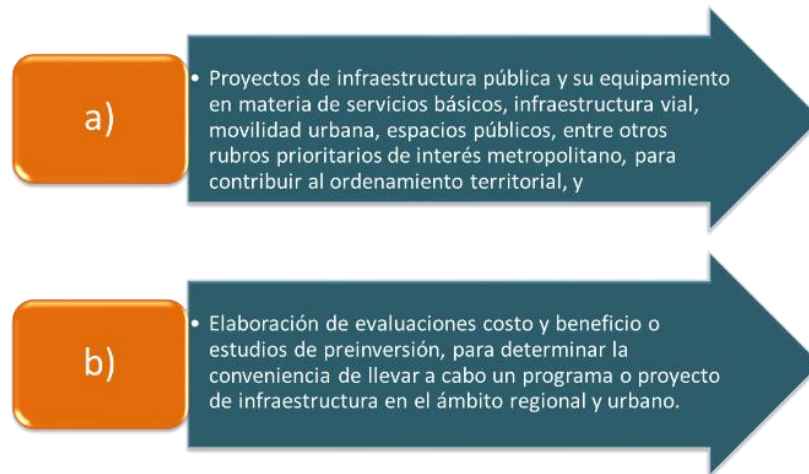 a)
• Proyectos de infraestructura pública y su equipamiento
en materia de servicios básicos, infraestructura vial,
movilidad urbana, espacios públicos, entre otros
rubros prioritarios de interés metropolitano, para
contribuir al ordenamiento territorial, y
b)
• Elaboración de evaluaciones costo y beneficio o
estudios de preinversión, para determinar la
conveniencia de llevar a cabo un programa o proyecto
de infraestructura en el ámbito regional y urbano.